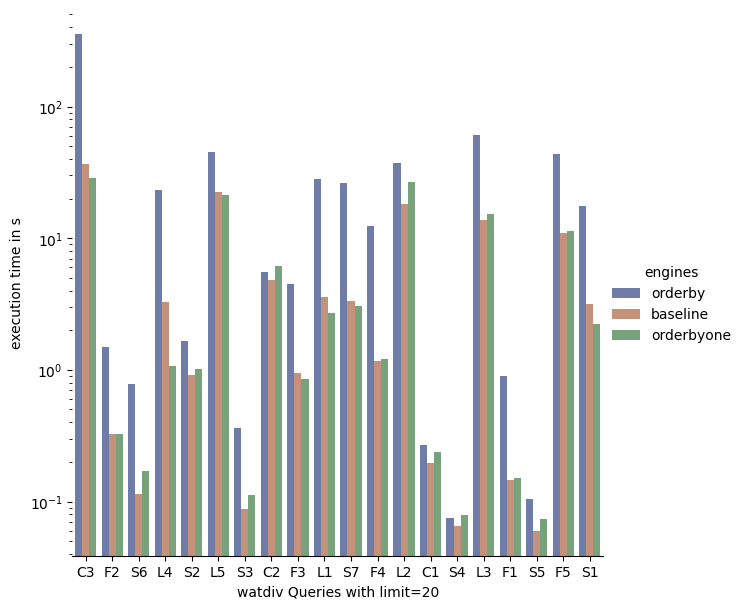 execution time in s
10²
10¹
10⁰
10⁻¹
C3 F2 S6 L4 S2 L5 S3 C2 F3 L1 S7 F4 L2 C1 S4 L3 F1 S5 F5 S1
watdiv Queries with limit=20
engines
orderby
baseline
orderbyone